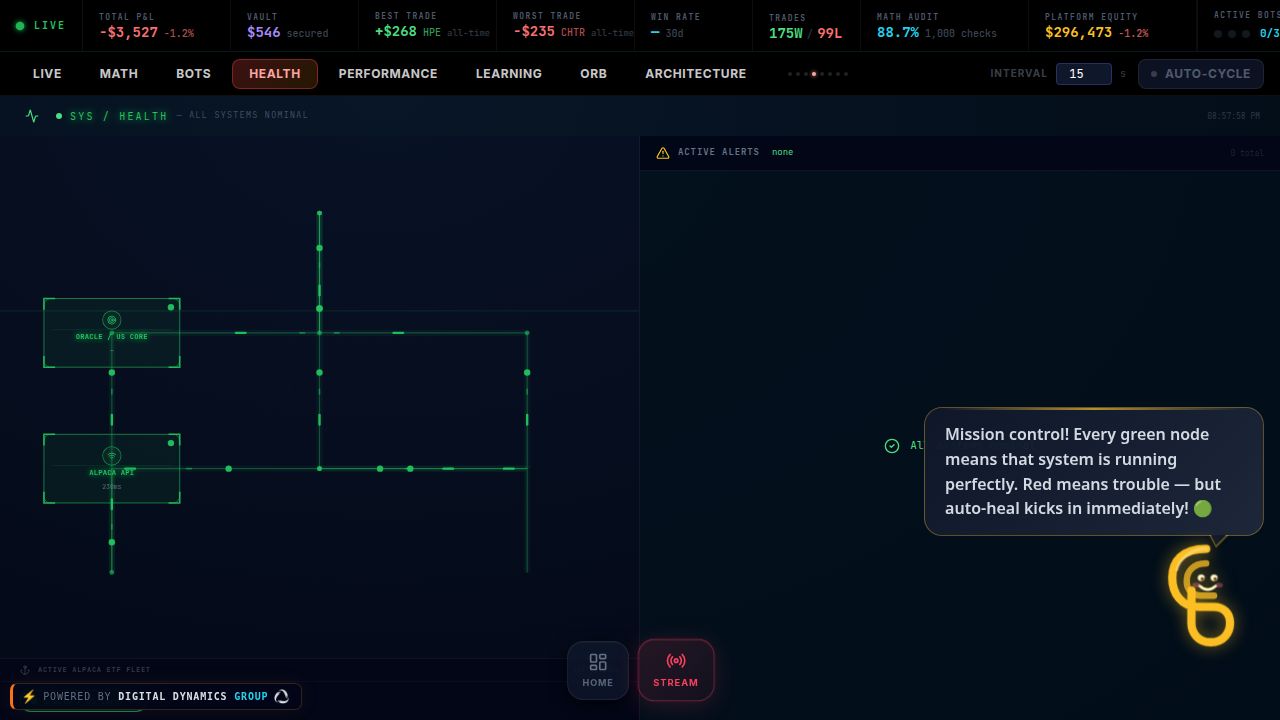 LIVE
TOTAL P&L
-$3,527 -1.2%
VAULT
$546 secured
BEST TRADE
+$268 HPE all-time
WORST TRADE
-$235 CHTR all-time
WIN RATE
— 30d
TRADES
175W / 99L
MATH AUDIT
88.7% 1,000 checks
PLATFORM EQUITY
$296,473 -1.2%
ACTIVE BOTS
0/3
LIVE
MATH
BOTS
HEALTH
PERFORMANCE
LEARNING
ORB
ARCHITECTURE
INTERVAL 15 s
AUTO-CYCLE
SYS / HEALTH — ALL SYSTEMS NOMINAL
08:57:58 PM
ACTIVE ALERTS none
0 total
ORACLE / US CORE
—
ALPACA API
230ms
Mission control! Every green node
means that system is running
perfectly. Red means trouble — but
auto-heal kicks in immediately!
ACTIVE ALPACA ETF FLEET
HOME
STREAM
POWERED BY DIGITAL DYNAMICS GROUP